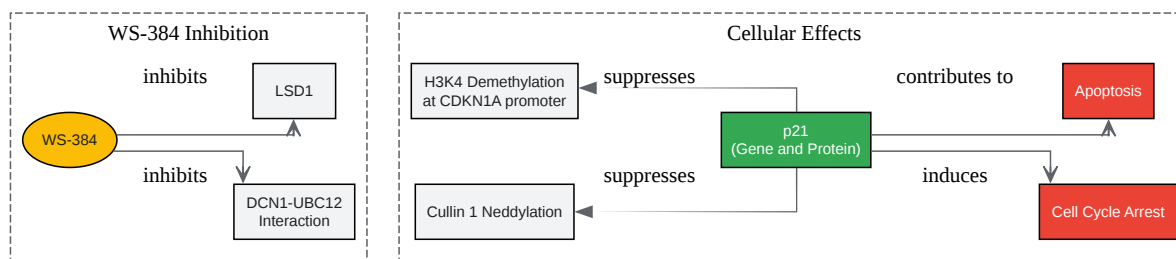 WS-384 Inhibition
inhibits
LSD1
WS-384
inhibits
DCN1-UBC12
Interaction
Cellular Effects
H3K4 Demethylation
at CDKN1A promoter
suppresses
contributes to
Apoptosis
p21
(Gene and Protein)
Cullin 1 Neddylation
suppresses
induces
Cell Cycle Arrest